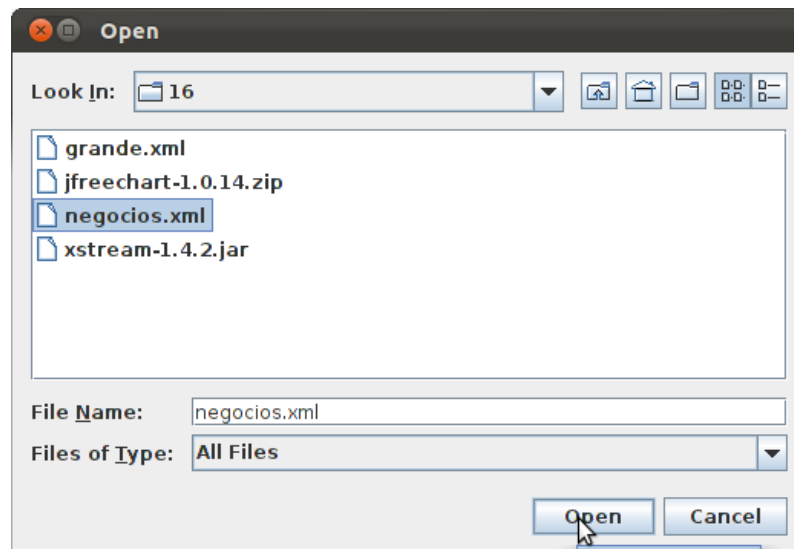 Open
Look In: 16
grande.xml
jfreechart-1.0.14.zip
negocios.xml
xstream-1.4.2.jar
File Name: negocios.xml
Files of Type: All Files
Open Cancel